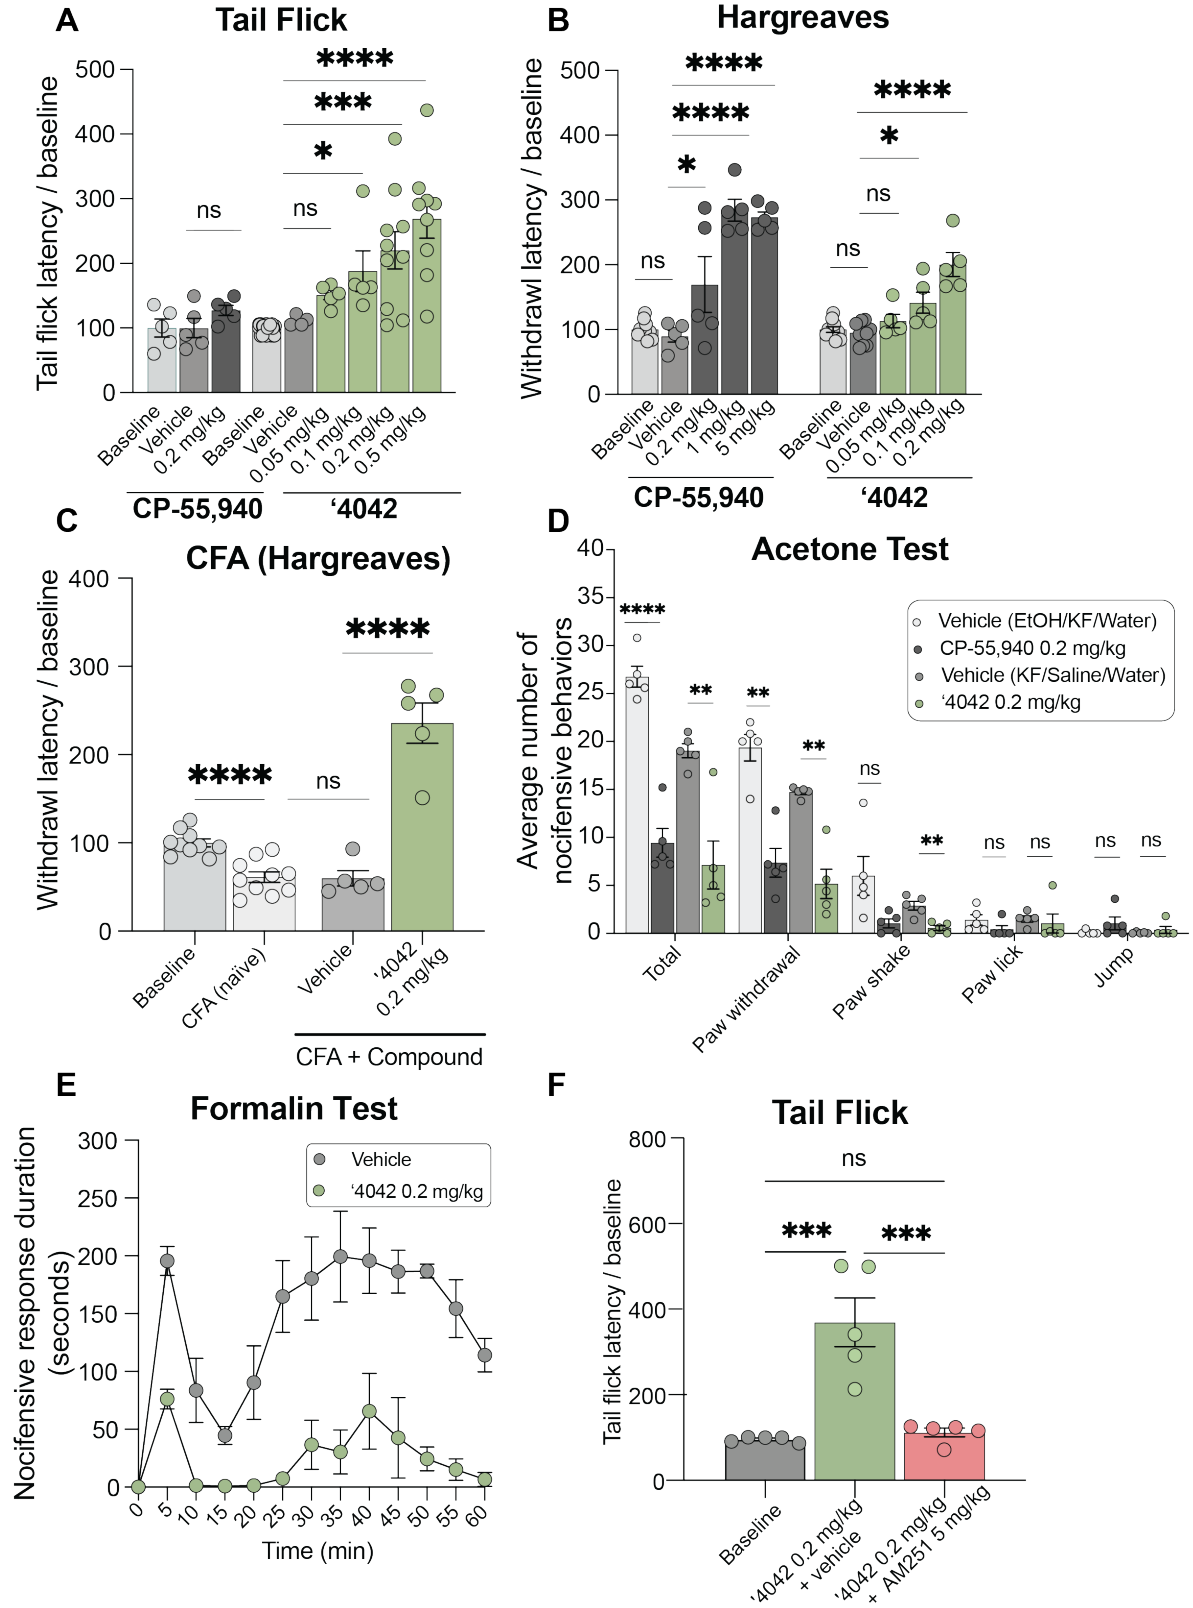 A
Tail Flick
****
***
*
ns
ns
500
400
300
200
100
0
Tail flick latency / baseline
Baseline
Vehicle
0.2 mg/kg
Baseline
Vehicle
0.05 mg/kg
0.1 mg/kg
0.2 mg/kg
0.5 mg/kg
CP-55,940
‘4042
B
Hargreaves
****
****
*
ns
****
*
ns
ns
500
400
300
200
100
0
Withdrawl latency / baseline
Baseline
Vehicle
0.2 mg/kg
1 mg/kg
5 mg/kg
Baseline
Vehicle
0.05 mg/kg
0.1 mg/kg
0.2 mg/kg
CP-55,940
‘4042
C
CFA (Hargreaves)
****
****
ns
400
300
200
100
0
Withdrawl latency / baseline
Baseline
CFA (naïve)
Vehicle
'4042
0.2 mg/kg
CFA + Compound
D
Acetone Test
40
35
30
25
20
15
10
5
0
Average number of
nocifensive behaviors
Vehicle (EtOH/KF/Water)
CP-55,940 0.2 mg/kg
Vehicle (KF/Saline/Water)
‘4042 0.2 mg/kg
****
**
**
**
ns
**
ns
ns
ns
ns
Total
Paw withdrawal
Paw shake
Paw lick
Jump
E
Formalin Test
300
250
200
150
100
50
0
Nocifensive response duration
(seconds)
Vehicle
‘4042 0.2 mg/kg
0
5
10
15
20
25
30
35
40
45
50
55
60
Time (min)
F
Tail Flick
800
600
400
200
0
Tail flick latency / baseline
ns
***
***
Baseline
'4042 0.2 mg/kg
+ vehicle
'4042 0.2 mg/kg
+ AM251 5 mg/kg